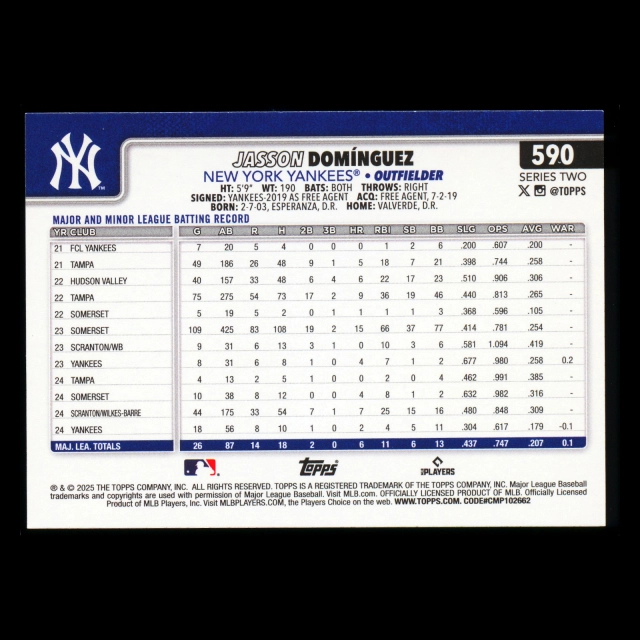 NY
TM
JASSON DOMÍNGUEZ
590
NEW YORK YANKEES® • OUTFIELDER
SERIES TWO
@TOPPS
HT: 5'9" WT: 190 BATS: BOTH THROWS: RIGHT
SIGNED: YANKEES-2019 AS FREE AGENT ACQ: FREE AGENT, 7-2-19
BORN: 2-7-03, ESPERANZA, D.R. HOME: VALVERDE, D.R.
MAJOR AND MINOR LEAGUE BATTING RECORD
YR CLUB G AB R H 2B 3B HR RBI SB BB SLG OPS AVG WAR
21 FCL YANKEES 7 20 5 4 0 0 0 1 2 6 .200 .607 .200 -
21 TAMPA 49 186 26 48 9 1 5 18 7 21 .398 .744 .258 -
22 HUDSON VALLEY 40 157 33 48 6 4 6 22 17 23 .510 .906 .306 -
22 TAMPA 75 275 54 73 17 2 9 36 19 46 .440 .813 .265 -
22 SOMERSET 5 19 5 2 0 1 1 1 1 3 .368 .596 .105 -
23 SOMERSET 109 425 83 108 19 2 15 66 37 77 .414 .781 .254 -
23 SCRANTON/WB 9 31 6 13 3 1 0 10 3 6 .581 1.094 .419 -
23 YANKEES 8 31 6 8 1 0 4 7 1 2 .677 .980 .258 0.2
24 TAMPA 4 13 2 5 1 0 0 2 0 4 .462 .991 .385 -
24 SOMERSET 10 38 8 12 0 0 4 8 1 2 .632 .982 .316 -
24 SCRANTON/WILKES-BARRE 44 175 33 54 7 1 7 25 15 16 .480 .848 .309 -
24 YANKEES 18 56 8 10 1 0 2 4 5 11 .304 .617 .179 -0.1
MAJ. LEA. TOTALS 26 87 14 18 2 0 6 11 6 13 .437 .747 .207 0.1
Topps
PLAYERS
® & © 2025 THE TOPPS COMPANY, INC. ALL RIGHTS RESERVED. TOPPS IS A REGISTERED TRADEMARK OF THE TOPPS COMPANY, INC. Major League Baseball
trademarks and copyrights are used with permission of Major League Baseball. Visit MLB.com. OFFICIALLY LICENSED PRODUCT OF MLB. Officially Licensed
Product of MLB Players, Inc. Visit MLBPLAYERS.com, the Players Choice on the web. WWW.TOPPS.COM. CODE#CMP102662